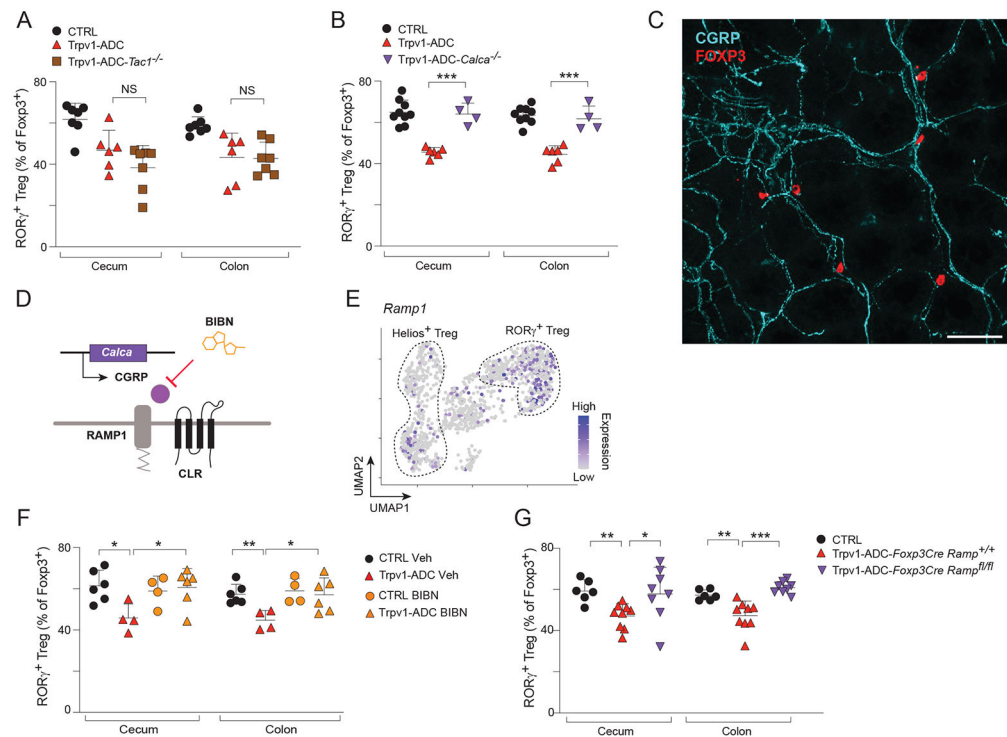 A
CTRL
Trpv1-ADC
Trpv1-ADC-Tac1-/-
RORγ+ Treg (% of Foxp3+)
80
40
0
NS
NS
Cecum
Colon
B
CTRL
Trpv1-ADC
Trpv1-ADC-Calca-/-
RORγ+ Treg (% of Foxp3+)
80
40
0
***
***
Cecum
Colon
C
CGRP
FOXP3
D
BIBN
Calca
CGRP
RAMP1
CLR
E
Ramp1
Helios+ Treg
RORγ+ Treg
High
Expression
Low
UMAP2
UMAP1
F
RORγ+ Treg (% of Foxp3+)
80
40
0
*
*
**
*
Cecum
Colon
CTRL Veh
Trpv1-ADC Veh
CTRL BIBN
Trpv1-ADC BIBN
G
RORγ+ Treg (% of Foxp3+)
80
40
0
**
*
**
***
Cecum
Colon
CTRL
Trpv1-ADC-Foxp3Cre Ramp+/+
Trpv1-ADC-Foxp3Cre Rampfl/fl